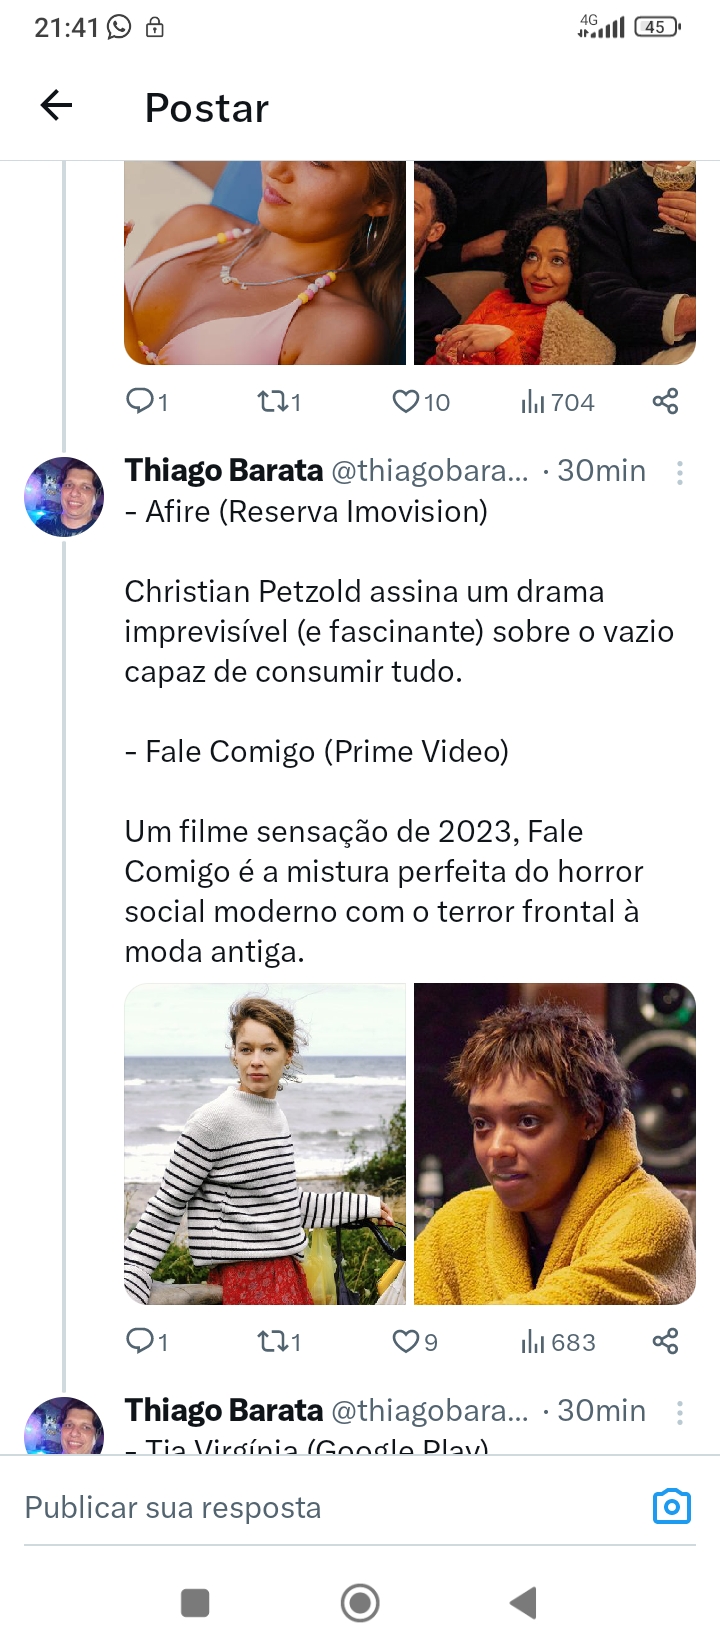 21:41
4G
45
Postar
1
1
10
704
Thiago Barata @thiagobara... · 30min
- Afire (Reserva Imovision)
Christian Petzold assina um drama
imprevisível (e fascinante) sobre o vazio
capaz de consumir tudo.
- Fale Comigo (Prime Video)
Um filme sensação de 2023, Fale
Comigo é a mistura perfeita do horror
social moderno com o terror frontal à
moda antiga.
1
1
9
683
Thiago Barata @thiagobara... · 30min
- Tia Virgínia (Google Play)
Publicar sua resposta